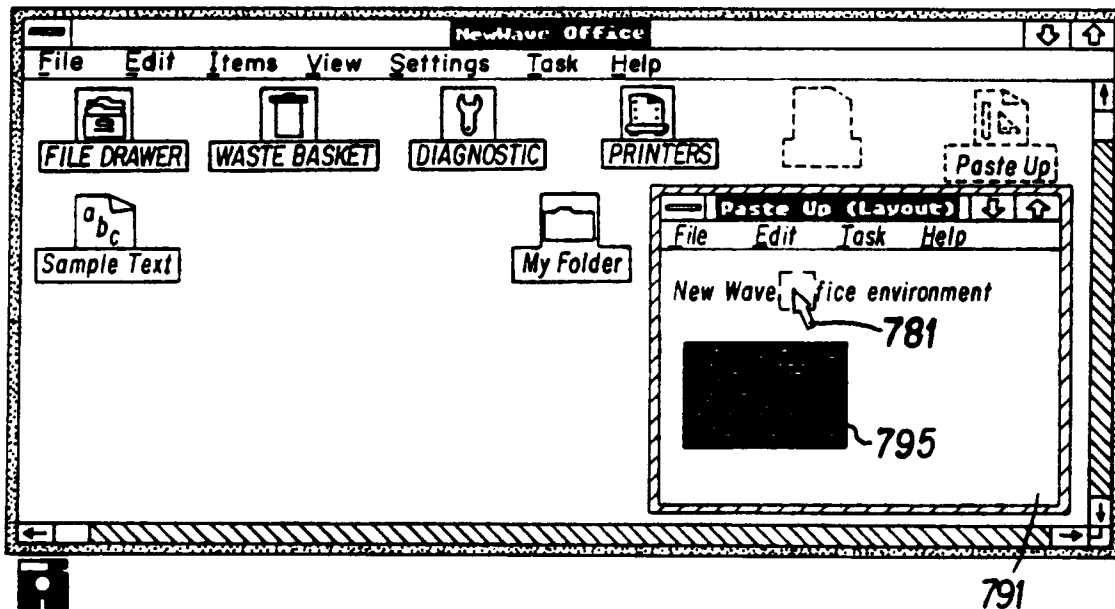 NewWave Office
File Edit Items View Settings Task Help
FILE DRAWER WASTE BASKET DIAGNOSTIC PRINTERS Paste Up
abc
Sample Text My Folder
Paste Up (Layout)
File Edit Task Help
New Wave fice environment
781
795
791